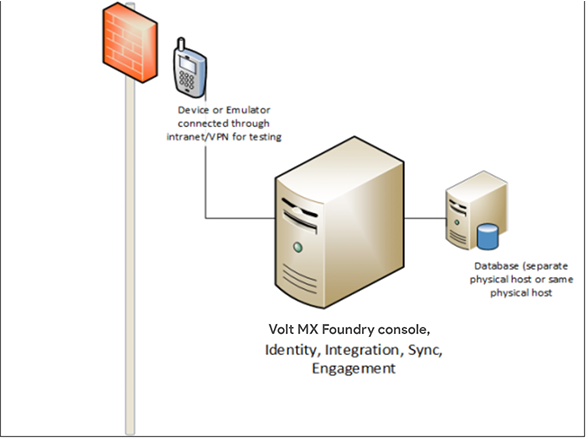 Device or Emulator
connected through
intranet/VPN for testing
Database (separate
physical host or same
physical host
Volt MX Foundry console,
Identity, Integration, Sync,
Engagement